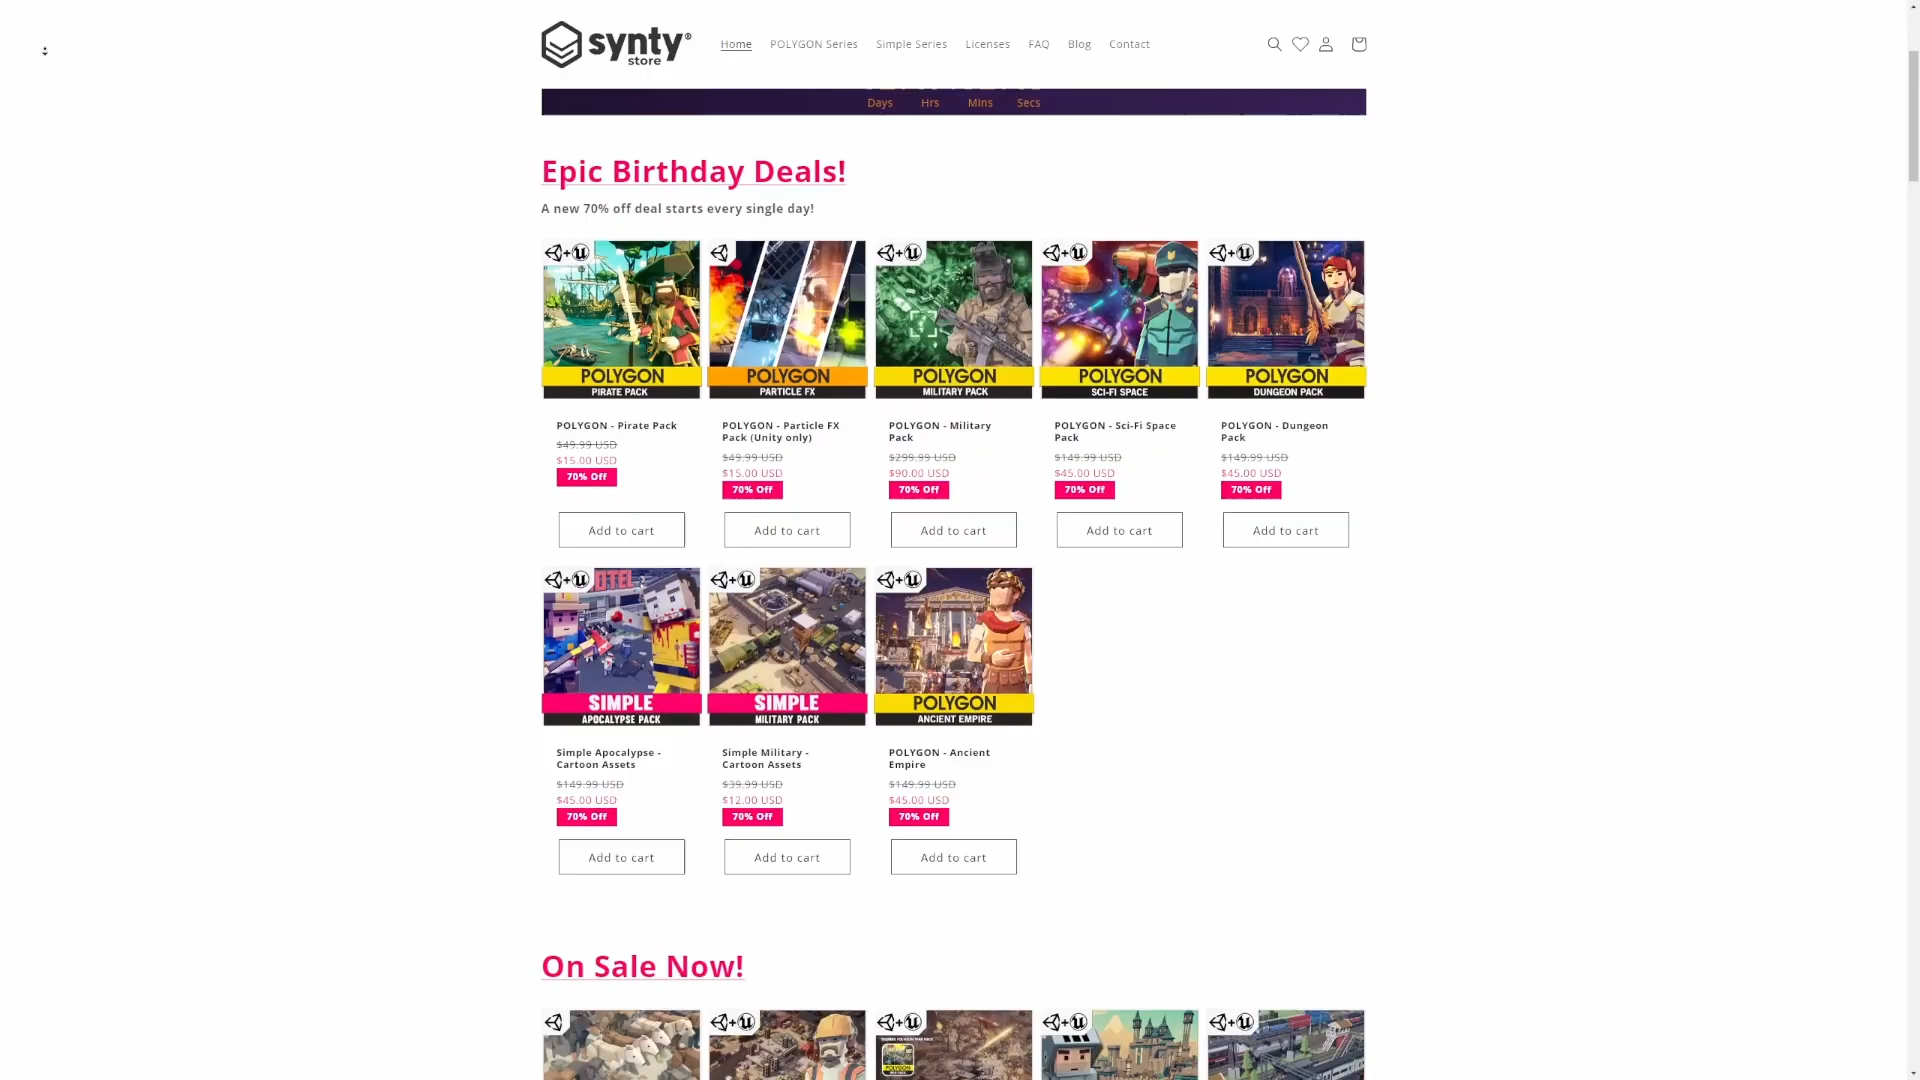 synty®
store
Home
POLYGON Series
Simple Series
Licenses
FAQ
Blog
Contact
Days Hrs Mins Secs
Epic Birthday Deals!
A new 70% off deal starts every single day!
POLYGON
PIRATE PACK
POLYGON
PARTICLE FX
POLYGON
MILITARY PACK
POLYGON
SCI-FI SPACE
POLYGON
DUNGEON PACK
POLYGON - Pirate Pack
$49.99 USD
$15.00 USD
70% Off
Add to cart
POLYGON - Particle FX
Pack (Unity only)
$49.99 USD
$15.00 USD
70% Off
Add to cart
POLYGON - Military
Pack
$299.99 USD
$90.00 USD
70% Off
Add to cart
POLYGON - Sci-Fi Space
Pack
$149.99 USD
$45.00 USD
70% Off
Add to cart
POLYGON - Dungeon
Pack
$149.99 USD
$45.00 USD
70% Off
Add to cart
SIMPLE
APOCALYPSE PACK
SIMPLE
MILITARY PACK
POLYGON
ANCIENT EMPIRE
Simple Apocalypse -
Cartoon Assets
$149.99 USD
$45.00 USD
70% Off
Add to cart
Simple Military -
Cartoon Assets
$39.99 USD
$12.00 USD
70% Off
Add to cart
POLYGON - Ancient
Empire
$149.99 USD
$45.00 USD
70% Off
Add to cart
On Sale Now!